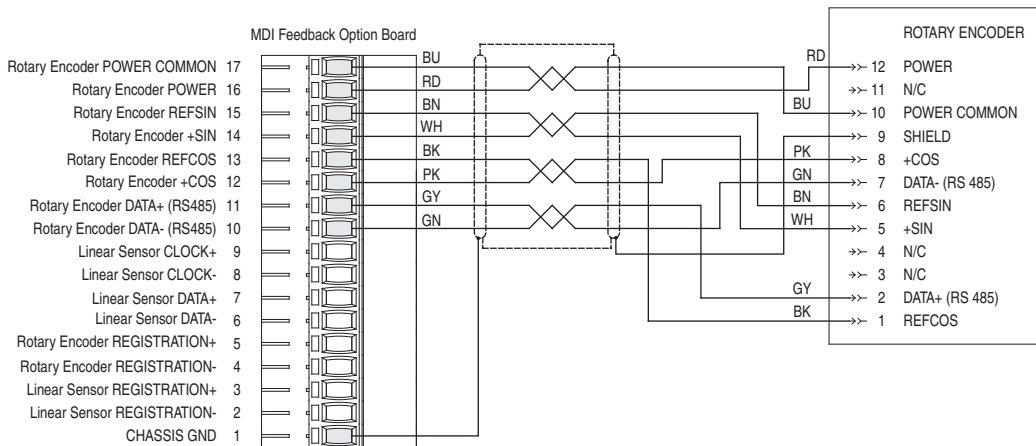 MDI Feedback Option Board
Rotary Encoder POWER COMMON 17
Rotary Encoder POWER 16
Rotary Encoder REFSIN 15
Rotary Encoder +SIN 14
Rotary Encoder REFCOS 13
Rotary Encoder +COS 12
Rotary Encoder DATA+ (RS485) 11
Rotary Encoder DATA- (RS485) 10
Linear Sensor CLOCK+ 9
Linear Sensor CLOCK- 8
Linear Sensor DATA+ 7
Linear Sensor DATA- 6
Rotary Encoder REGISTRATION+ 5
Rotary Encoder REGISTRATION- 4
Linear Sensor REGISTRATION+ 3
Linear Sensor REGISTRATION- 2
CHASSIS GND 1
BU
RD
BN
WH
BK
PK
GY
GN
ROTARY ENCODER
RD 12 POWER
11 N/C
BU 10 POWER COMMON
9 SHIELD
PK 8 +COS
GN 7 DATA- (RS 485)
BN 6 REFSIN
WH 5 +SIN
4 N/C
3 N/C
GY 2 DATA+ (RS 485)
BK 1 REFCOS